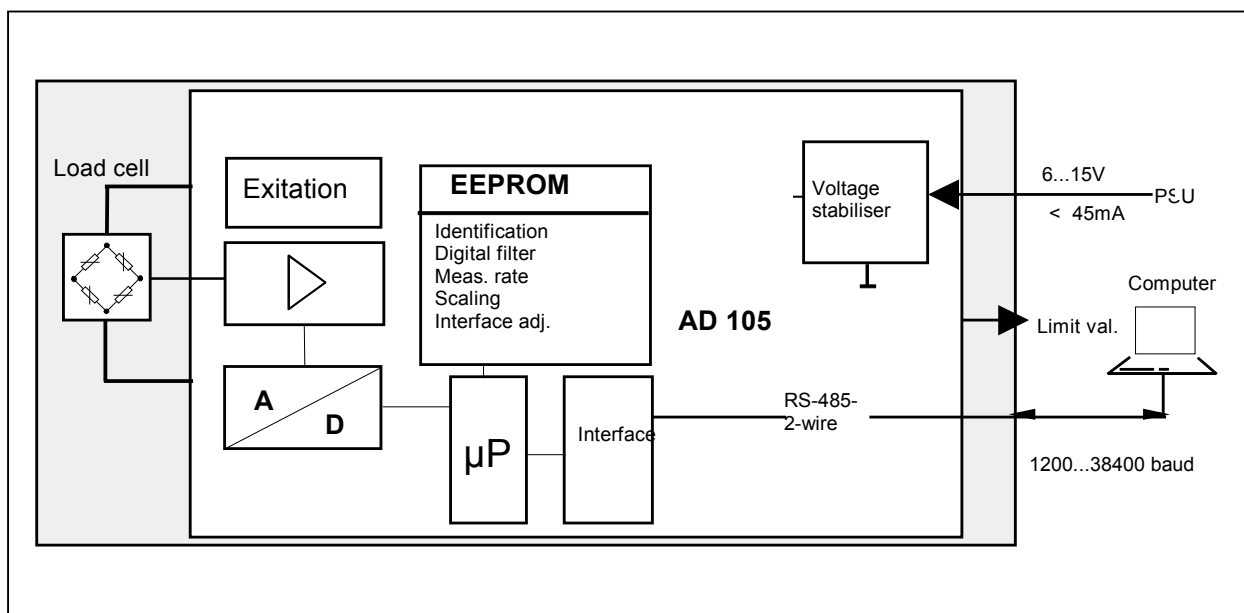 Load cell
Exitation
EEPROM
Identification
Digital filter
Meas. rate
Scaling
Interface adj.
Voltage
stabiliser
6...15V
< 45mA
PSU
Computer
AD 105
Limit val.
A
D
µP
Interface
RS-485-
2-wire
1200...38400 baud